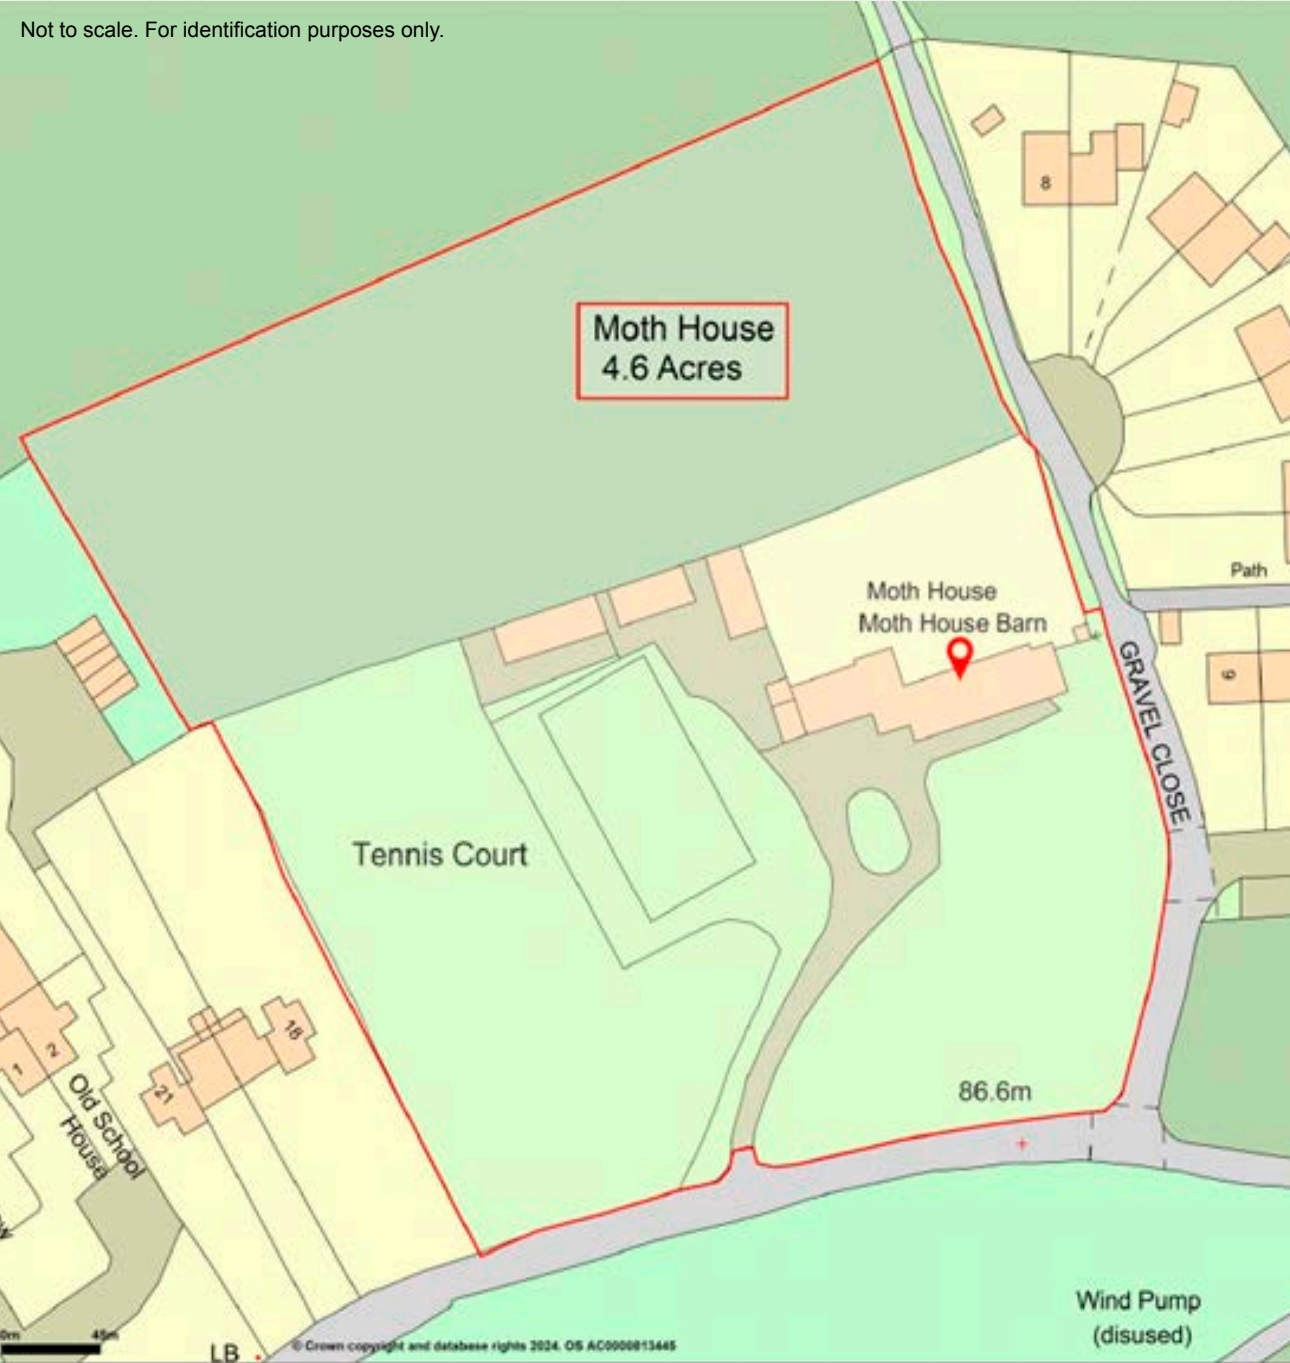 Not to scale. For identification purposes only.
8
Moth House
4.6 Acres
Path
Moth House
Moth House Barn
9
GRAVEL CLOSE
Tennis Court
18
2
1
21
Old School
House
86.6m
Wind Pump
(disused)
0m 45m
© Crown copyright and database rights 2024. OS AC0000813445
LB